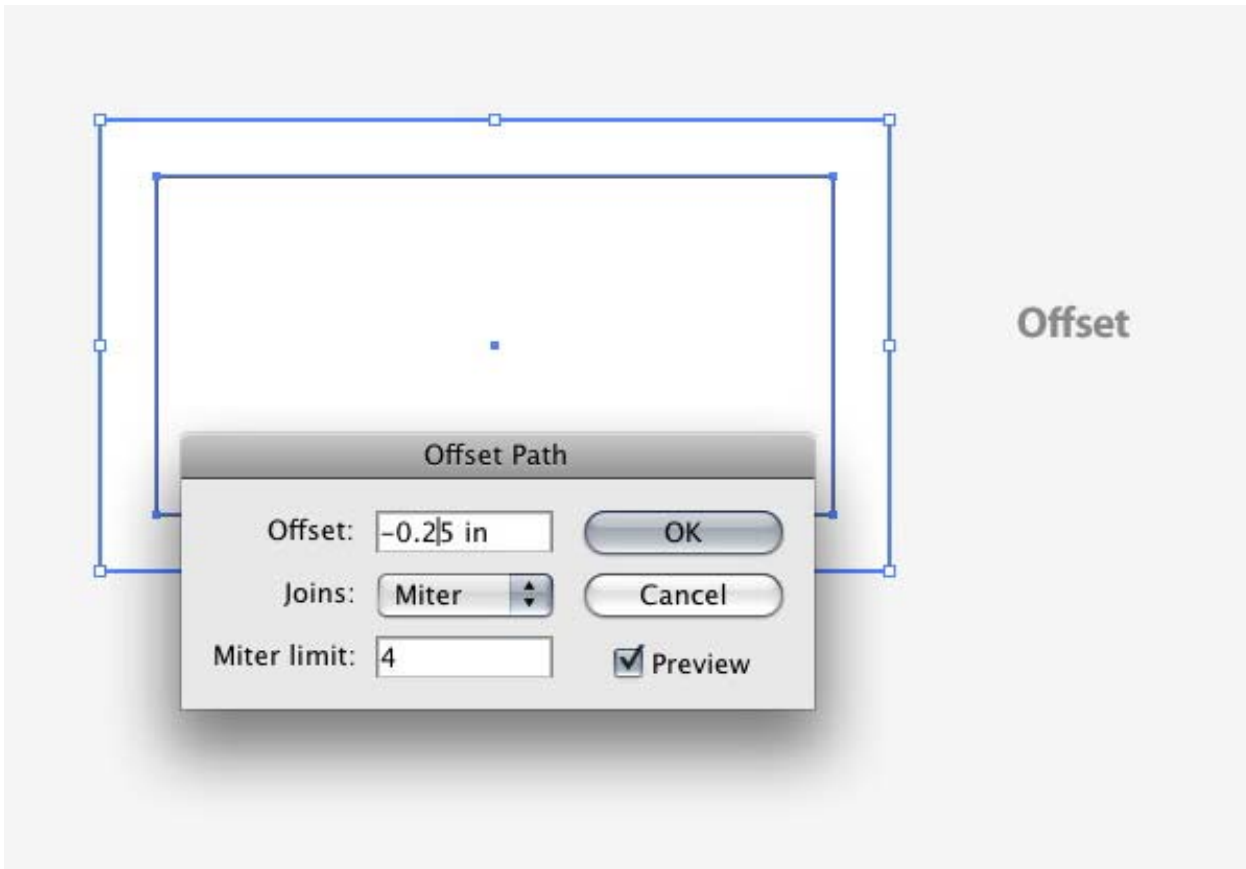 Offset
Offset Path
Offset: -0.25 in
OK
Joins: Miter
Cancel
Miter limit: 4
Preview